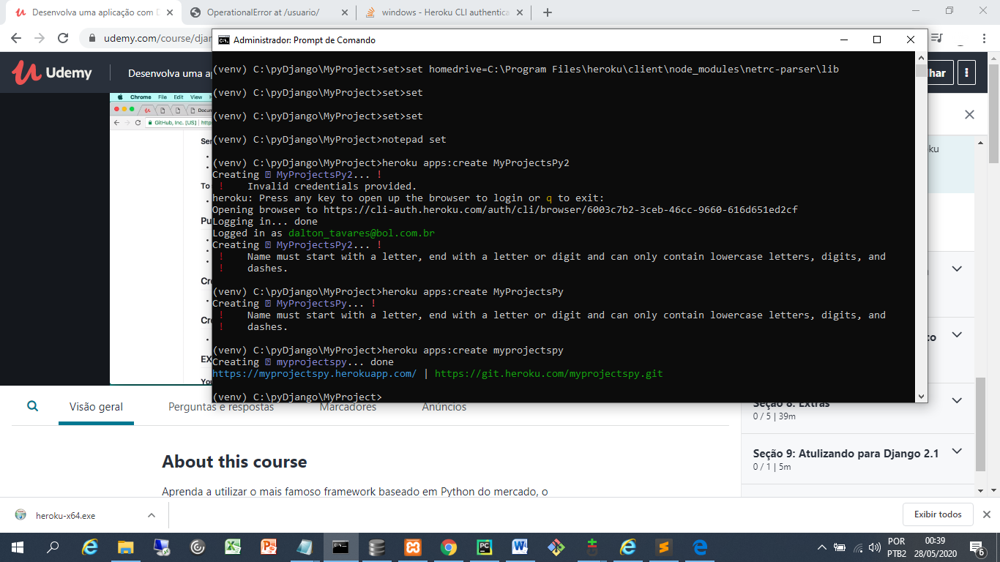 Desenvolva uma aplicação com D
OperationalError at /usuario/
windows - Heroku CLI authentica
udemy.com/course/djan
Administrador: Prompt de Comando
Udemy
Desenvolva uma ap
har
Chrome File Edit View
Docum
GitHub, Inc. [US] | http
Ser
To
Pu
Cre
Cre
EX
You
(venv) C:\pyDjango\MyProject>set>set homedrive=C:\Program Files\heroku\client\node_modules\netrc-parser\lib
(venv) C:\pyDjango\MyProject>set>set
(venv) C:\pyDjango\MyProject>set>set
(venv) C:\pyDjango\MyProject>notepad set
(venv) C:\pyDjango\MyProject>heroku apps:create MyProjectsPy2
Creating ⍰ MyProjectsPy2... !
!    Invalid credentials provided.
heroku: Press any key to open up the browser to login or q to exit:
Opening browser to https://cli-auth.heroku.com/auth/cli/browser/6003c7b2-3ceb-46cc-9660-616d651ed2cf
Logging in... done
Logged in as dalton_tavares@bol.com.br
Creating ⍰ MyProjectsPy2... !
!    Name must start with a letter, end with a letter or digit and can only contain lowercase letters, digits, and
!    dashes.
(venv) C:\pyDjango\MyProject>heroku apps:create MyProjectsPy
Creating ⍰ MyProjectsPy... !
!    Name must start with a letter, end with a letter or digit and can only contain lowercase letters, digits, and
!    dashes.
(venv) C:\pyDjango\MyProject>heroku apps:create myprojectspy
Creating ⍰ myprojectspy... done
https://myprojectspy.herokuapp.com/ | https://git.heroku.com/myprojectspy.git
(venv) C:\pyDjango\MyProject>
ku
co
Visão geral
Perguntas e respostas
Marcadores
Anúncios
Seção 8: Extras
0 / 5 | 39m
Seção 9: Atulizando para Django 2.1
0 / 1 | 5m
About this course
Aprenda a utilizar o mais famoso framework baseado em Python do mercado, o
heroku-x64.exe
Exibir todos
POR
PTB2
00:39
28/05/2020
6